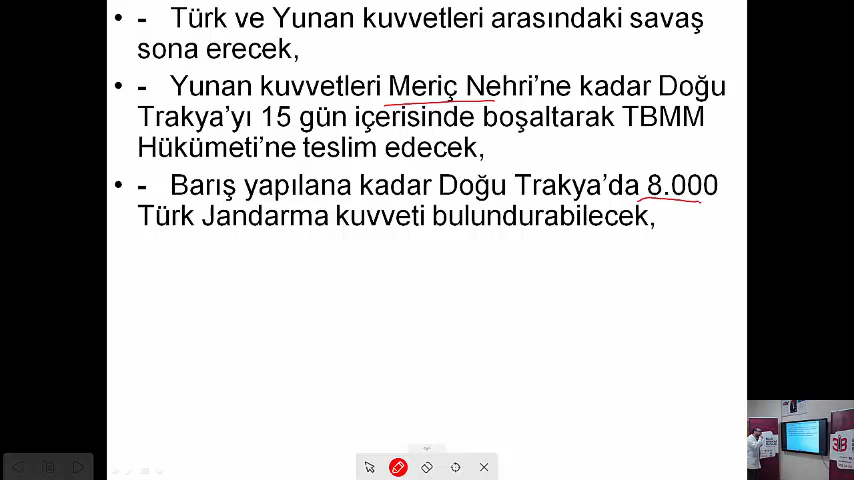 • - Türk ve Yunan kuvvetleri arasındaki savaş
sona erecek,
• - Yunan kuvvetleri Meriç Nehri’ne kadar Doğu
Trakya’yı 15 gün içerisinde boşaltarak TBMM
Hükümeti’ne teslim edecek,
• - Barış yapılana kadar Doğu Trakya’da 8.000
Türk Jandarma kuvveti bulundurabilecek,